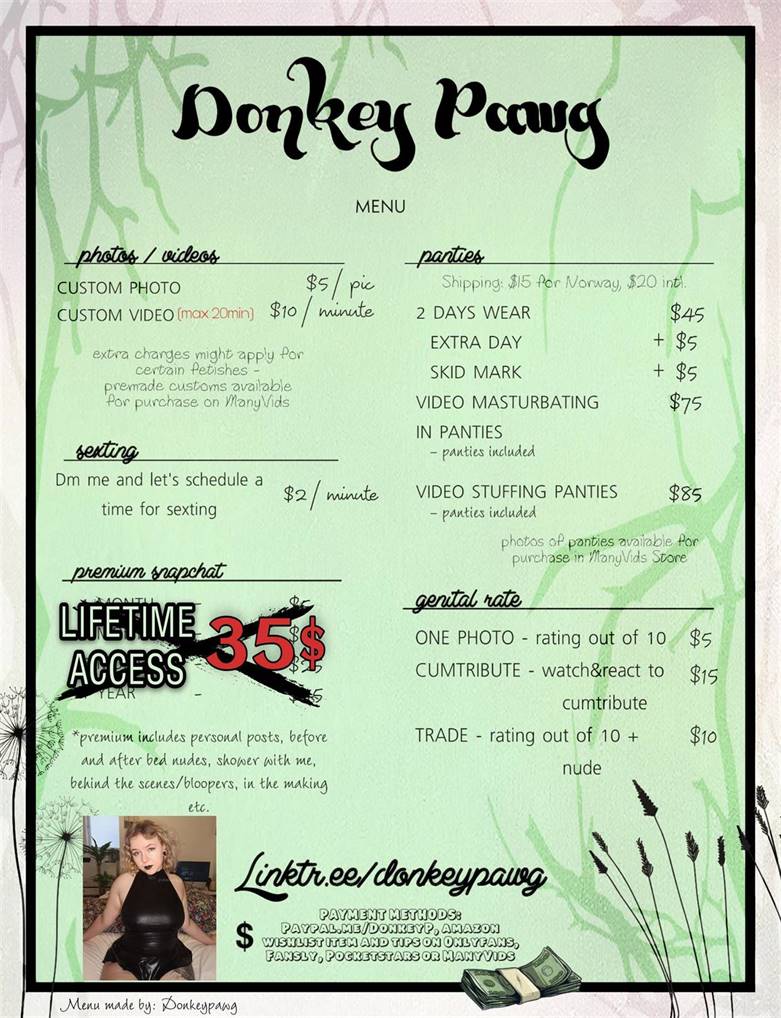 Donkey Pawg
MENU
photos / videos
CUSTOM PHOTO $5 / pic
CUSTOM VIDEO (max 20min) $10 / minute
extra charges might apply for
certain fetishes -
premade customs available
for purchase on ManyVids
sexting
Dm me and let's schedule a
time for sexting
$2 / minute
premium snapchat
MONTH
LIFETIME
ACCESS
35$
YEAR -
*premium includes personal posts, before
and after bed nudes, shower with me,
behind the scenes/bloopers, in the making
etc.
panties
Shipping: $15 for Norway, $20 intl.
2 DAYS WEAR $45
EXTRA DAY + $5
SKID MARK + $5
VIDEO MASTURBATING $75
IN PANTIES
- panties included
VIDEO STUFFING PANTIES $85
- panties included
photos of panties available for
purchase in ManyVids Store
genital rate
ONE PHOTO - rating out of 10 $5
CUMTRIBUTE - watch&react to $15
cumtribute
TRADE - rating out of 10 + $10
nude
Linktr.ee/donkeypawg
$
PAYMENT METHODS:
PAYPAL.ME/DONKEYP, AMAZON
WISHLIST ITEM AND TIPS ON ONLYFANS,
FANSLY, POCKETSTARS OR MANYVIDS
Menu made by: Donkeypawg